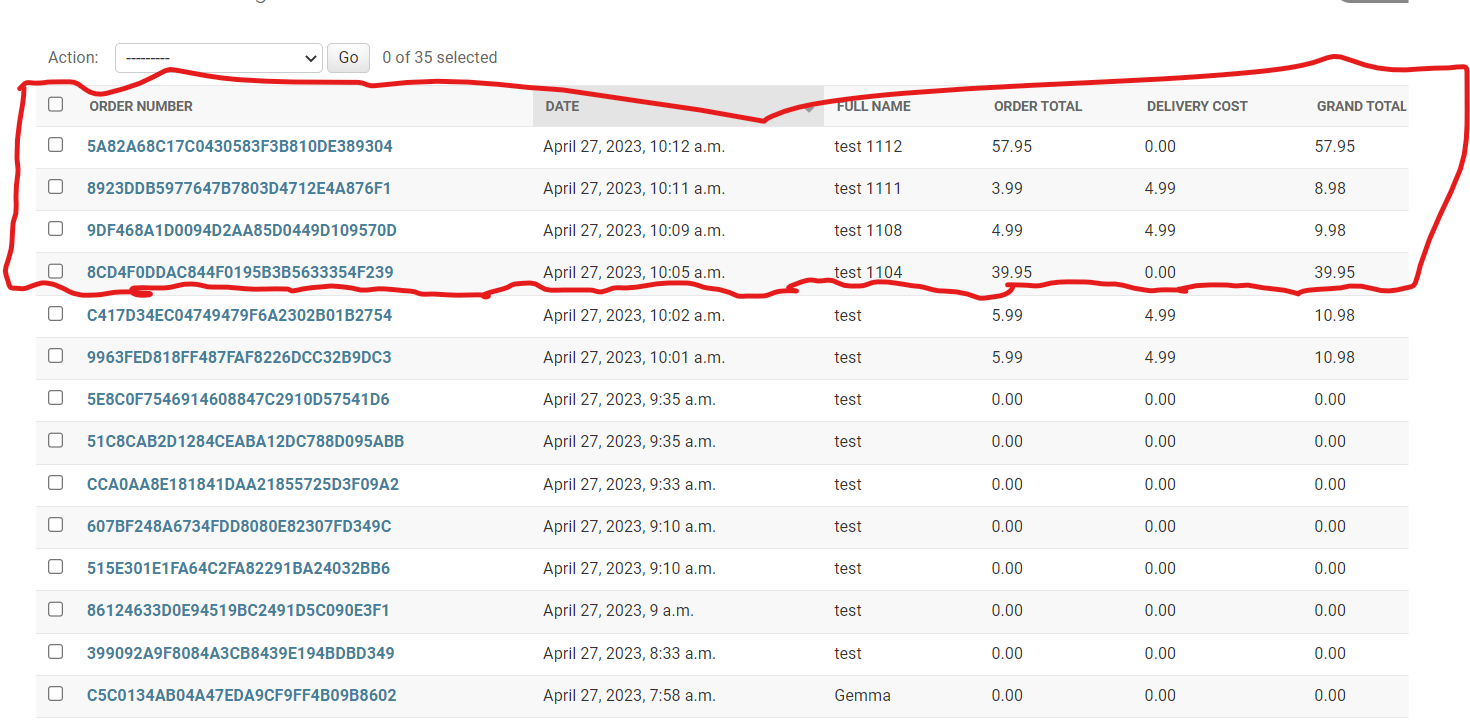 Action: --------- Go 0 of 35 selected
ORDER NUMBER DATE FULL NAME ORDER TOTAL DELIVERY COST GRAND TOTAL
5A82A68C17C0430583F3B810DE389304 April 27, 2023, 10:12 a.m. test 1112 57.95 0.00 57.95
8923DDB5977647B7803D4712E4A876F1 April 27, 2023, 10:11 a.m. test 1111 3.99 4.99 8.98
9DF468A1D0094D2AA85D0449D109570D April 27, 2023, 10:09 a.m. test 1108 4.99 4.99 9.98
8CD4F0DDAC844F0195B3B5633354F239 April 27, 2023, 10:05 a.m. test 1104 39.95 0.00 39.95
C417D34EC04749479F6A2302B01B2754 April 27, 2023, 10:02 a.m. test 5.99 4.99 10.98
9963FED818FF487FAF8226DCC32B9DC3 April 27, 2023, 10:01 a.m. test 5.99 4.99 10.98
5E8C0F7546914608847C2910D57541D6 April 27, 2023, 9:35 a.m. test 0.00 0.00 0.00
51C8CAB2D1284CEABA12DC788D095ABB April 27, 2023, 9:35 a.m. test 0.00 0.00 0.00
CCA0AA8E181841DAA21855725D3F09A2 April 27, 2023, 9:33 a.m. test 0.00 0.00 0.00
607BF248A6734FDD8080E82307FD349C April 27, 2023, 9:10 a.m. test 0.00 0.00 0.00
515E301E1FA64C2FA82291BA24032BB6 April 27, 2023, 9:10 a.m. test 0.00 0.00 0.00
86124633D0E94519BC2491D5C090E3F1 April 27, 2023, 9 a.m. test 0.00 0.00 0.00
399092A9F8084A3CB8439E194BDBD349 April 27, 2023, 8:33 a.m. test 0.00 0.00 0.00
C5C0134AB04A47EDA9CF9FF4B09B8602 April 27, 2023, 7:58 a.m. Gemma 0.00 0.00 0.00